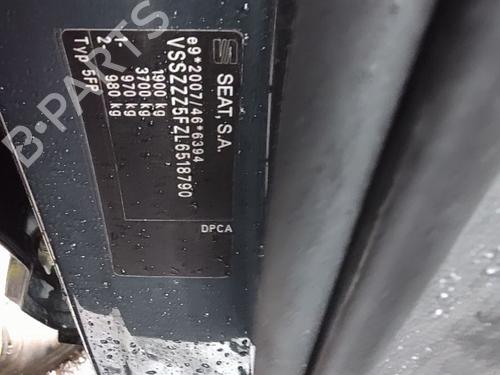 SEAT, S.A.
e9*2007/46*6394
VSSZZZ5FZL6518790
1900 kg
3700 kg
1- 970 kg
2- 980 kg
Typ 5FP
DPCA
B-PARTS